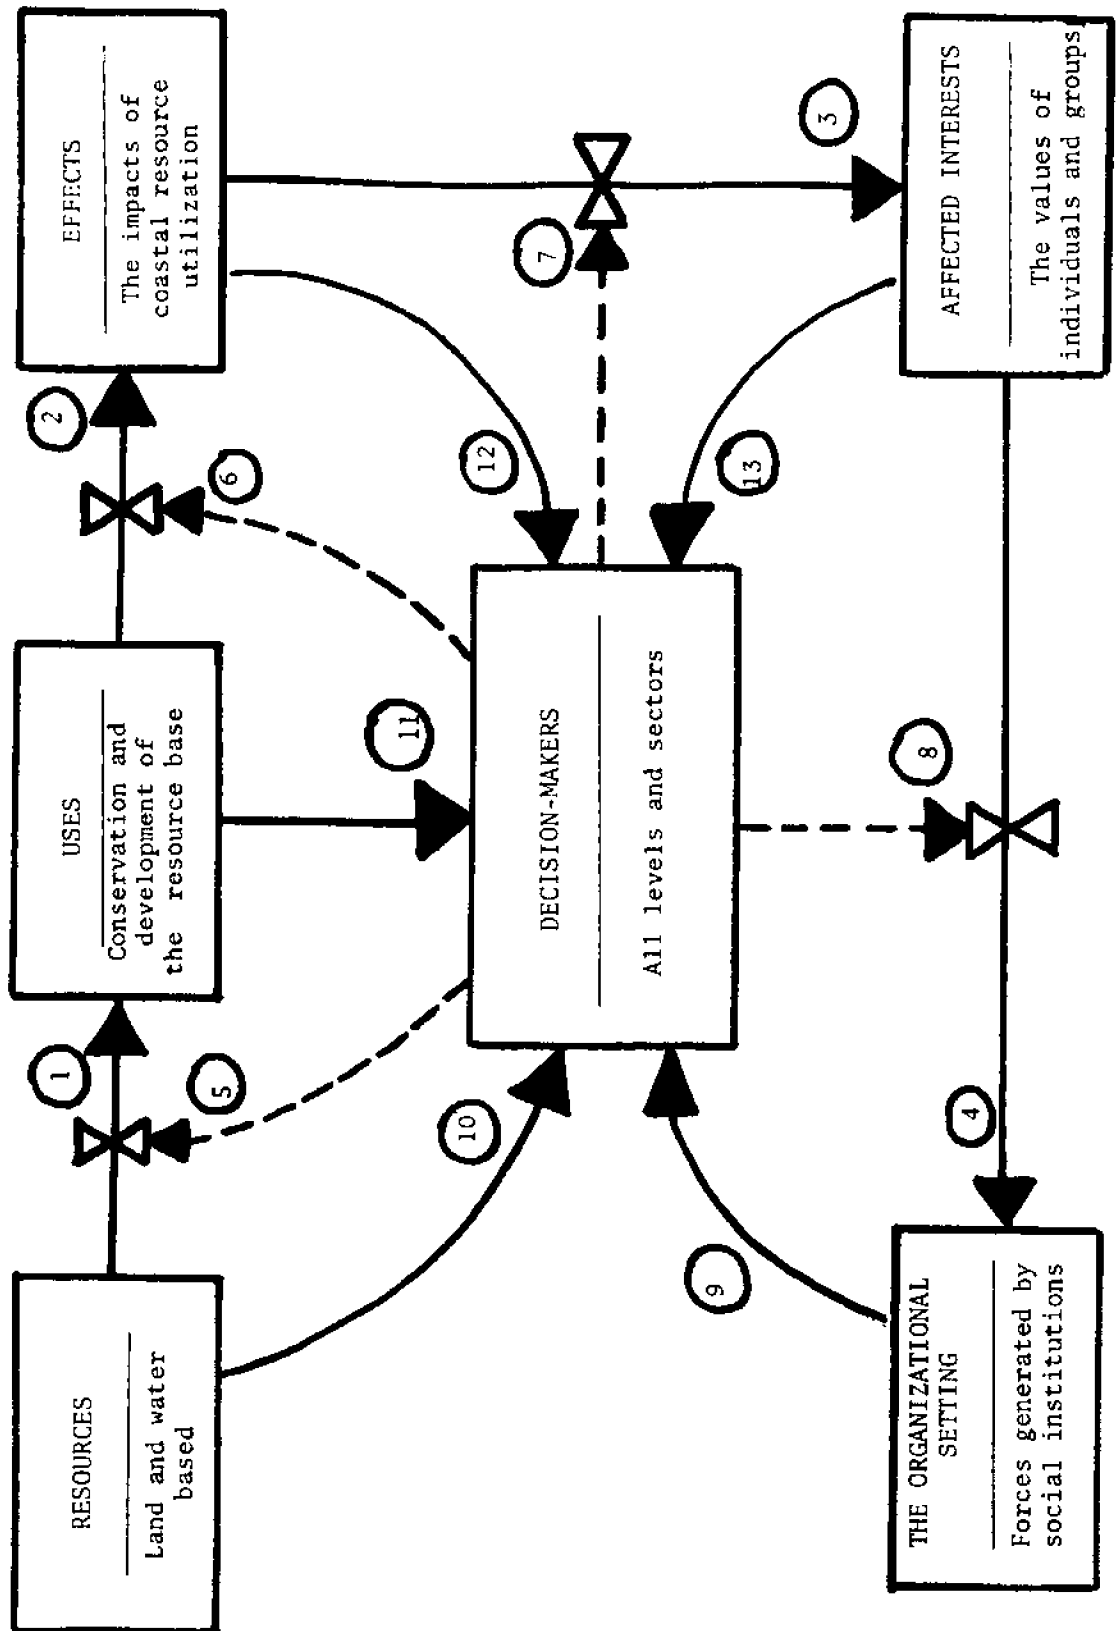 RESOURCES
Land and water
based
1
5
USES
Conservation and
development of
the resource base
2
6
EFFECTS
The impacts of
coastal resource
utilization
10
11
12
7
DECISION-MAKERS
All levels and sectors
9
8
13
3
THE ORGANIZATIONAL
SETTING
Forces generated by
social institutions
4
AFFECTED INTERESTS
The values of
individuals and groups